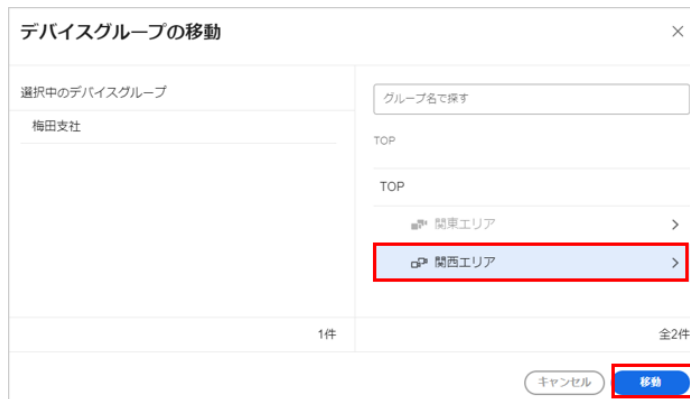 デバイスグループの移動
選択中のデバイスグループ
梅田支社
1件
グループ名で探す
TOP
TOP
関東エリア
関西エリア
全2件
キャンセル
移動